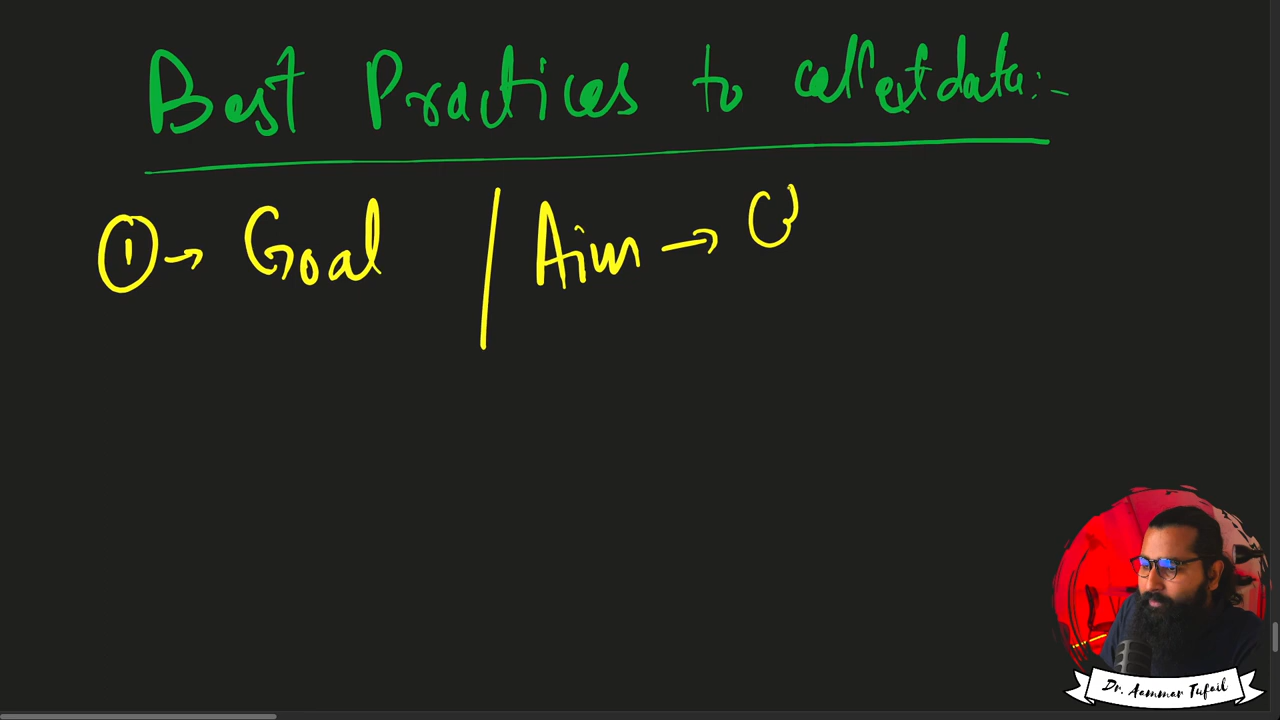 Best Practices to collect data:-
① → Goal / Aim →
Dr. Aammar Tufail